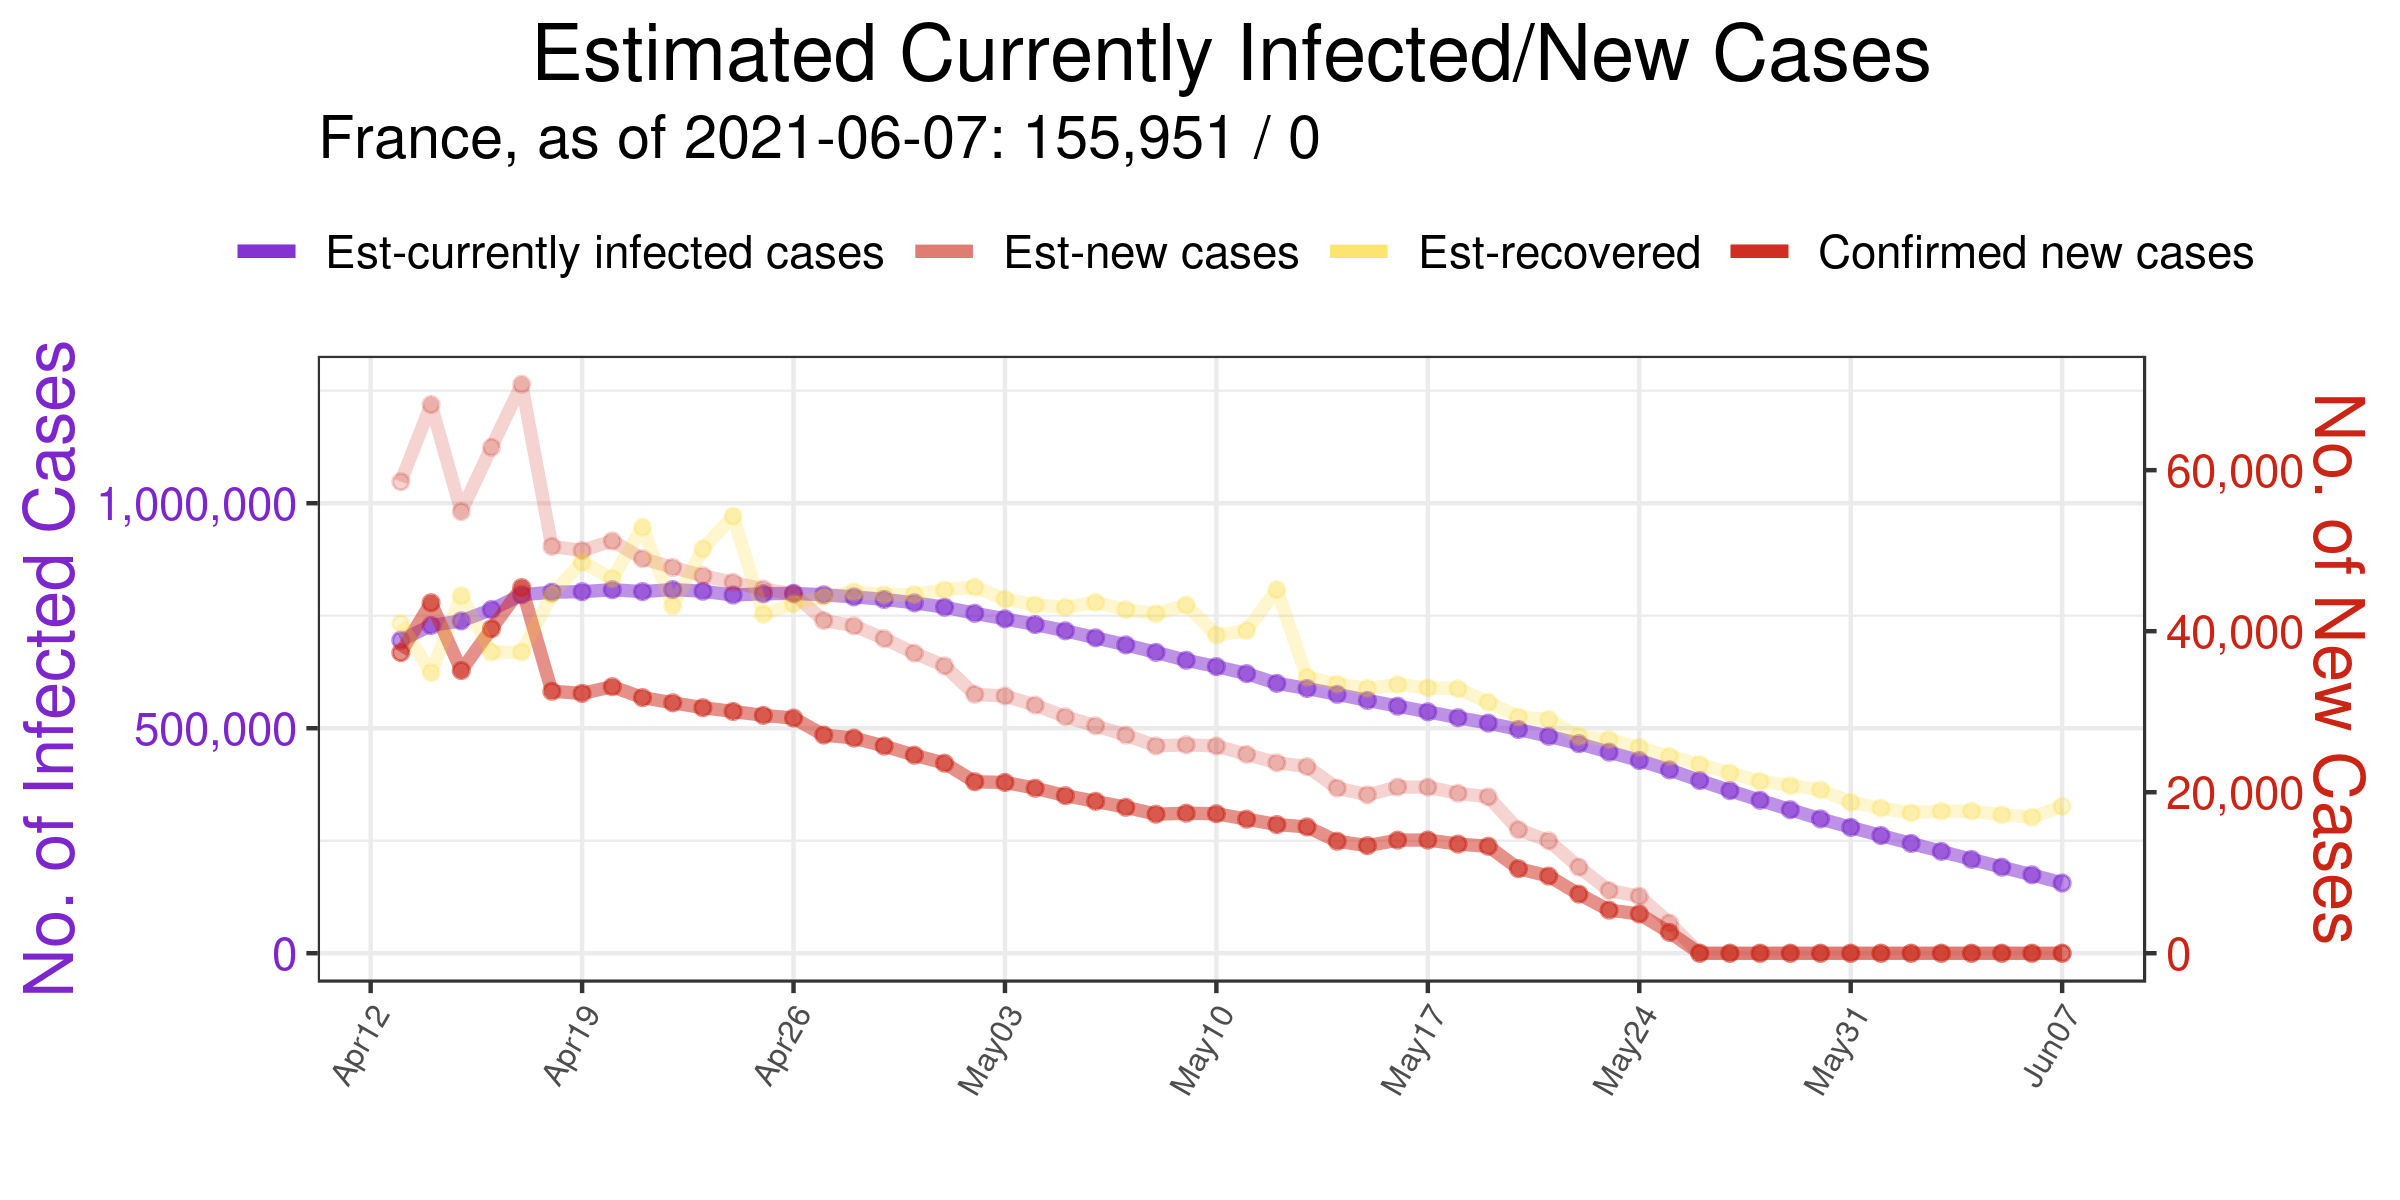 Estimated Currently Infected/New Cases
France, as of 2021-06-07: 155,951 / 0
Est-currently infected cases Est-new cases Est-recovered Confirmed new cases
No. of Infected Cases
1,000,000
500,000
0
60,000
40,000
20,000
0
No. of New Cases
Apr12 Apr19 Apr26 May03 May10 May17 May24 May31 Jun07